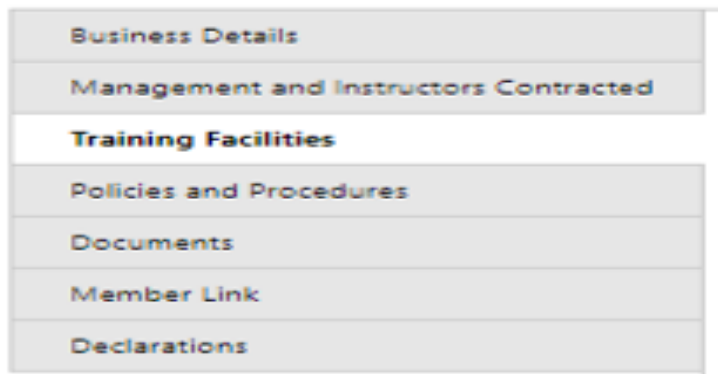 Business Details
Management and Instructors Contracted
Training Facilities
Policies and Procedures
Documents
Member Link
Declarations